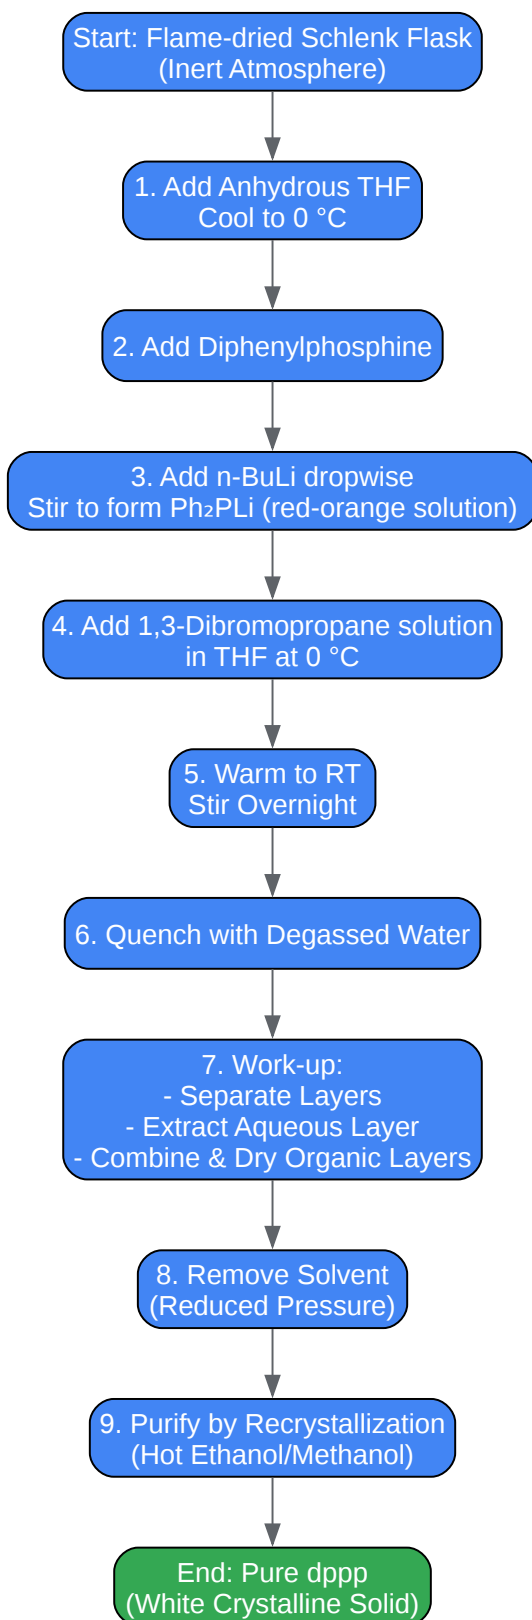 Start: Flame-dried Schlenk Flask
(Inert Atmosphere)
1. Add Anhydrous THF
Cool to 0 °C
2. Add Diphenylphosphine
3. Add n-BuLi dropwise
Stir to form Ph₂PLi (red-orange solution)
4. Add 1,3-Dibromopropane solution
in THF at 0 °C
5. Warm to RT
Stir Overnight
6. Quench with Degassed Water
7. Work-up:
- Separate Layers
- Extract Aqueous Layer
- Combine & Dry Organic Layers
8. Remove Solvent
(Reduced Pressure)
9. Purify by Recrystallization
(Hot Ethanol/Methanol)
End: Pure dppp
(White Crystalline Solid)